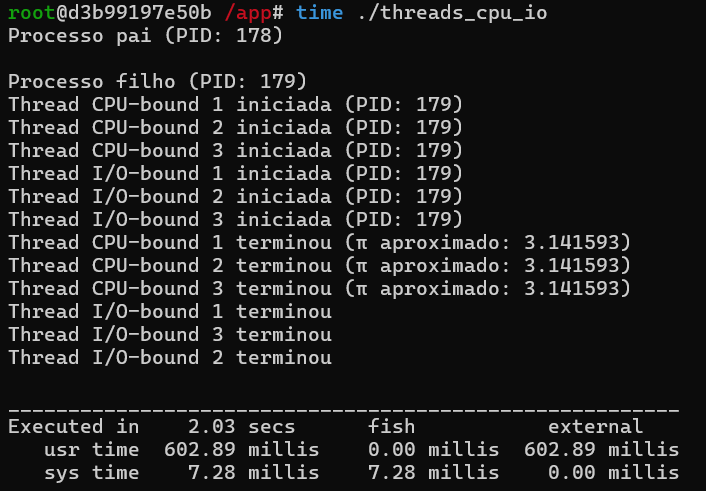 root@d3b99197e50b /app# time ./threads_cpu_io
Processo pai (PID: 178)

Processo filho (PID: 179)
Thread CPU-bound 1 iniciada (PID: 179)
Thread CPU-bound 2 iniciada (PID: 179)
Thread CPU-bound 3 iniciada (PID: 179)
Thread I/O-bound 1 iniciada (PID: 179)
Thread I/O-bound 2 iniciada (PID: 179)
Thread I/O-bound 3 iniciada (PID: 179)
Thread CPU-bound 1 terminou (π aproximado: 3.141593)
Thread CPU-bound 2 terminou (π aproximado: 3.141593)
Thread CPU-bound 3 terminou (π aproximado: 3.141593)
Thread I/O-bound 1 terminou
Thread I/O-bound 3 terminou
Thread I/O-bound 2 terminou

________________________________________________________
Executed in    2.03 secs      fish           external
   usr time  602.89 millis    0.00 millis  602.89 millis
   sys time    7.28 millis    7.28 millis    0.00 millis